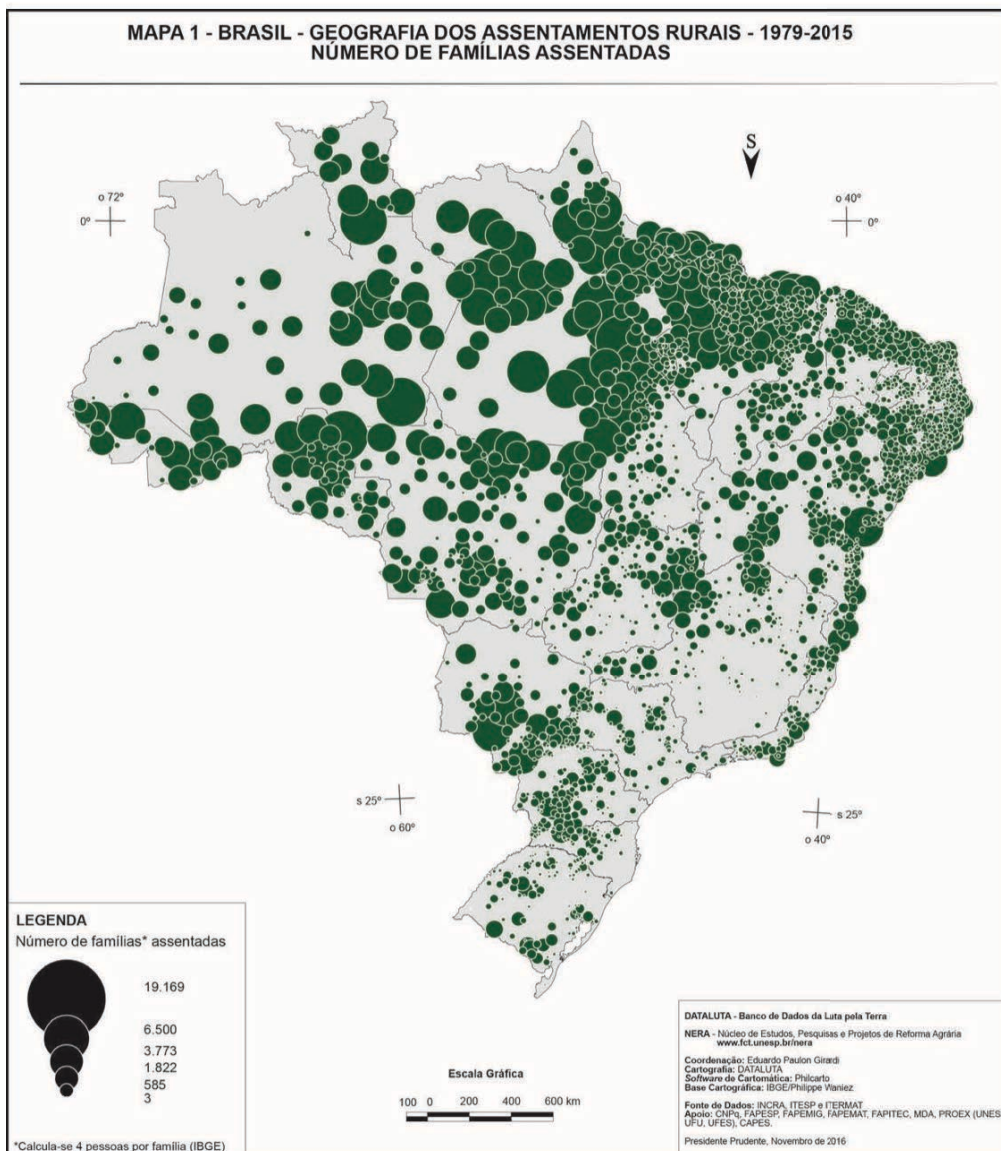 MAPA 1 - BRASIL - GEOGRAFIA DOS ASSENTAMENTOS RURAIS - 1979-2015
NÚMERO DE FAMÍLIAS ASSENTADAS
S
o 72º
0º
o 40º
0º
s 25º
o 60º
s 25º
o 40º
LEGENDA
Número de famílias* assentadas
19.169
6.500
3.773
1.822
585
3
*Calcula-se 4 pessoas por família (IBGE)
Escala Gráfica
100 0 200 400 600 km
DATALUTA - Banco de Dados da Luta pela Terra
NERA - Núcleo de Estudos, Pesquisas e Projetos de Reforma Agrária
www.fct.unesp.br/nera
Coordenação: Eduardo Paulon Girardi
Cartografia: DATALUTA
Software de Cartomática: Philcarto
Base Cartográfica: IBGE/Philippe Waniez
Fonte de Dados: INCRA, ITESP e ITERMAT
Apoio: CNPq, FAPESP, FAPEMIG, FAPEMAT, FAPITEC, MDA, PROEX (UNES
UFU, UFES), CAPES.
Presidente Prudente, Novembro de 2016